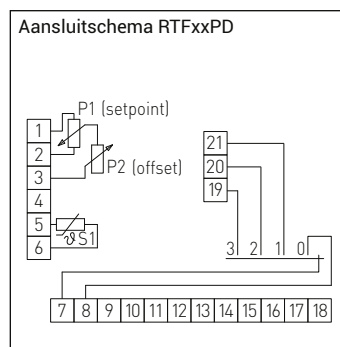 Aansluitschema RTFxxPD
P1 (setpoint)
1
2
3
4
5
6
P2 (offset)
ϑ S1
21
20
19
3 2 1 0
7 8 9 10 11 12 13 14 15 16 17 18